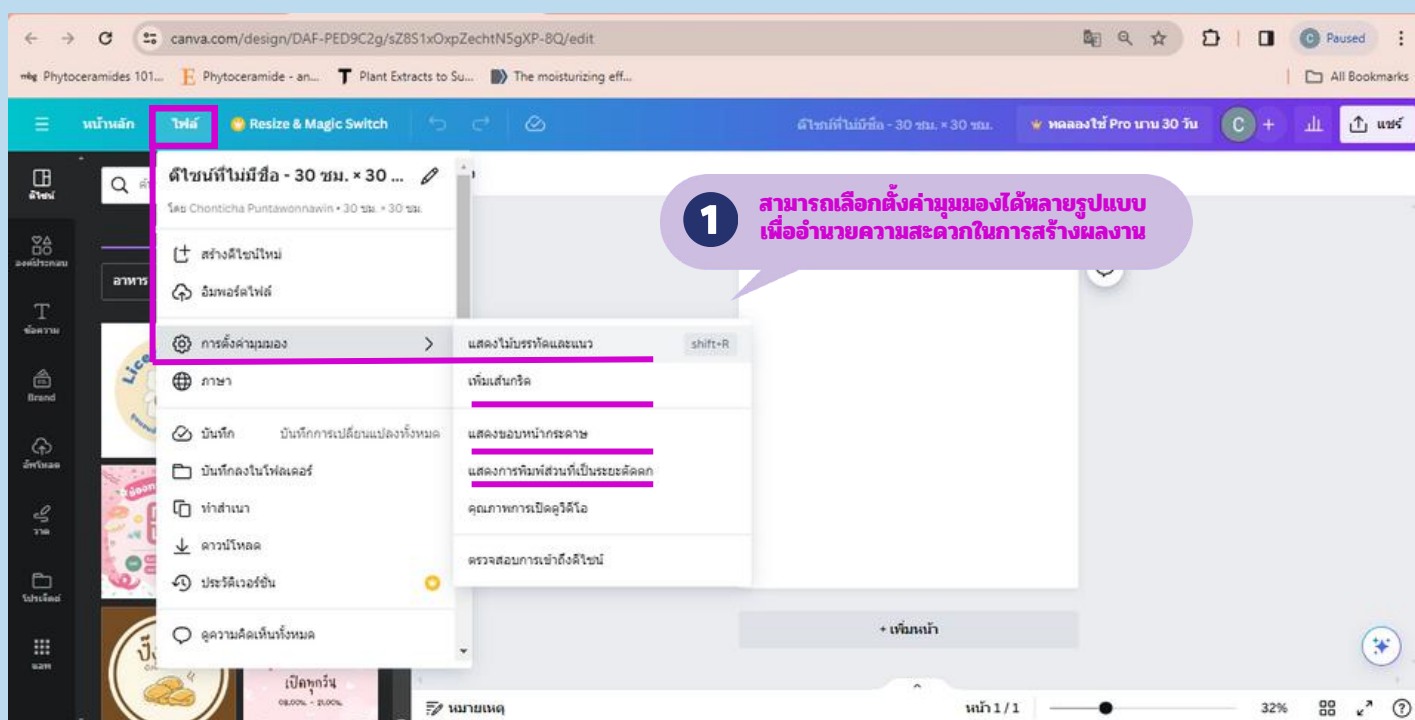 canva.com/design/DAF-PED9C2g/sZ8S1xOxpZechtN5gXP-8Q/edit
C Paused
Phytoceramides 101...
Phytoceramide - an...
Plant Extracts to Su...
The moisturizing eff...
All Bookmarks
หน้าหลัก
ไฟล์
Resize & Magic Switch
ดีไซน์ที่ไม่มีชื่อ - 30 ซม. × 30 ซม.
ทดลองใช้ Pro นาน 30 วัน
C +
แชร์
ดีไซน์
องค์ประกอบ
ข้อความ
Brand
อัพโหลด
วาด
โปรเจ็คต์
แอพ
อาหาร
ดีไซน์ที่ไม่มีชื่อ - 30 ซม. × 30 ...
โดย Chonticha Puntawonnawin • 30 ซม. × 30 ซม.
สร้างดีไซน์ใหม่
อิมพอร์ตไฟล์
การตั้งค่ามุมมอง
ภาษา
บันทึก บันทึกการเปลี่ยนแปลงทั้งหมด
บันทึกลงในโฟลเดอร์
ทำสำเนา
ดาวน์โหลด
ประวัติเวอร์ชั่น
ดูความคิดเห็นทั้งหมด
แสดงไม้บรรทัดและแนว shift+R
เพิ่มเส้นกริด
แสดงขอบหน้ากระดาษ
แสดงการพิมพ์ส่วนที่เป็นระยะตัดตก
คุณภาพการเปิดดูวิดีโอ
ตรวจสอบการเข้าถึงดีไซน์
1
สามารถเลือกตั้งค่ามุมมองได้หลายรูปแบบ
เพื่ออำนวยความสะดวกในการสร้างผลงาน
+ เพิ่มหน้า
เปิดทุกวัน
08.00น. - 21.00น.
หมายเหตุ
หน้า 1 / 1
32%